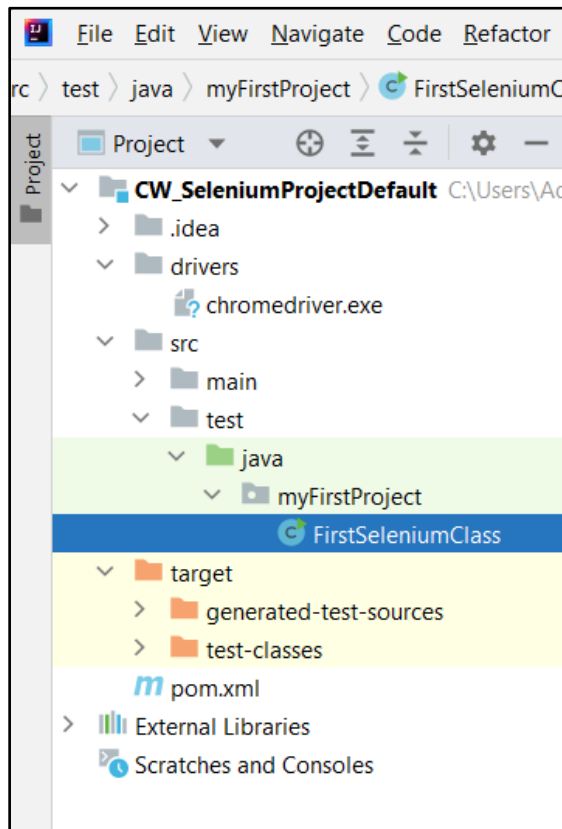 File Edit View Navigate Code Refactor
rc test java myFirstProject FirstSeleniumC
Project
Project
CW_SeleniumProjectDefault C:\Users\Ad
.idea
drivers
chromedriver.exe
src
main
test
java
myFirstProject
FirstSeleniumClass
target
generated-test-sources
test-classes
pom.xml
External Libraries
Scratches and Consoles